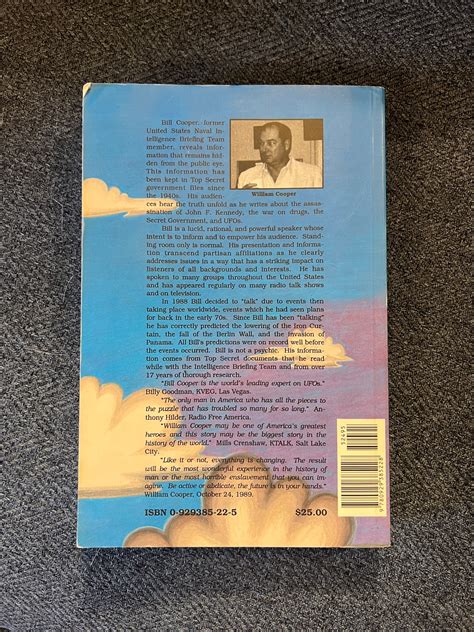 Bill Cooper, former
United States Naval In-
telligence Briefing Team
member, reveals infor-
mation that remains hid-
den from the public eye.
This information has
been kept in Top Secret
government files since
the 1940s. His audi-
ences hear the truth unfold as he writes about the assas-
sination of John F. Kennedy, the war on drugs, the
Secret Government, and UFOs.
Bill is a lucid, rational, and powerful speaker whose
intent is to inform and to empower his audience. Stand-
ing room only is normal. His presentation and informa-
tion transcend partisan affiliations as he clearly
addresses issues in a way that has a striking impact on
listeners of all backgrounds and interests. He has
spoken to many groups throughout the United States
and has appeared regularly on many radio talk shows
and on television.
In 1988 Bill decided to "talk" due to events then
taking place worldwide, events which he had seen plans
for back in the early 70s. Since Bill has been "talking"
he has correctly predicted the lowering of the Iron Cur-
tain, the fall of the Berlin Wall, and the invasion of
Panama. All Bill's predictions were on record well before
the events occurred. Bill is not a psychic. His informa-
tion comes from Top Secret documents that he read
while with the Intelligence Briefing Team and from over
17 years of thorough research.
"Bill Cooper is the world's leading expert on UFOs."
Billy Goodman, KVEG, Las Vegas.
"The only man in America who has all the pieces to
the puzzle that has troubled so many for so long." An-
thony Hilder, Radio Free America.
"William Cooper may be one of America's greatest
heroes and this story may be the biggest story in the
history of the world." Mills Crenshaw, KTALK, Salt Lake
City.
"Like it or not, everything is changing. The result
will be the most wonderful experience in the history of
man or the most horrible enslavement that you can im-
agine. Be active or abdicate, the future is in your hands."
William Cooper, October 24, 1989.
ISBN 0-929385-22-5 $25.00
William Cooper
52495
9 780929 385228